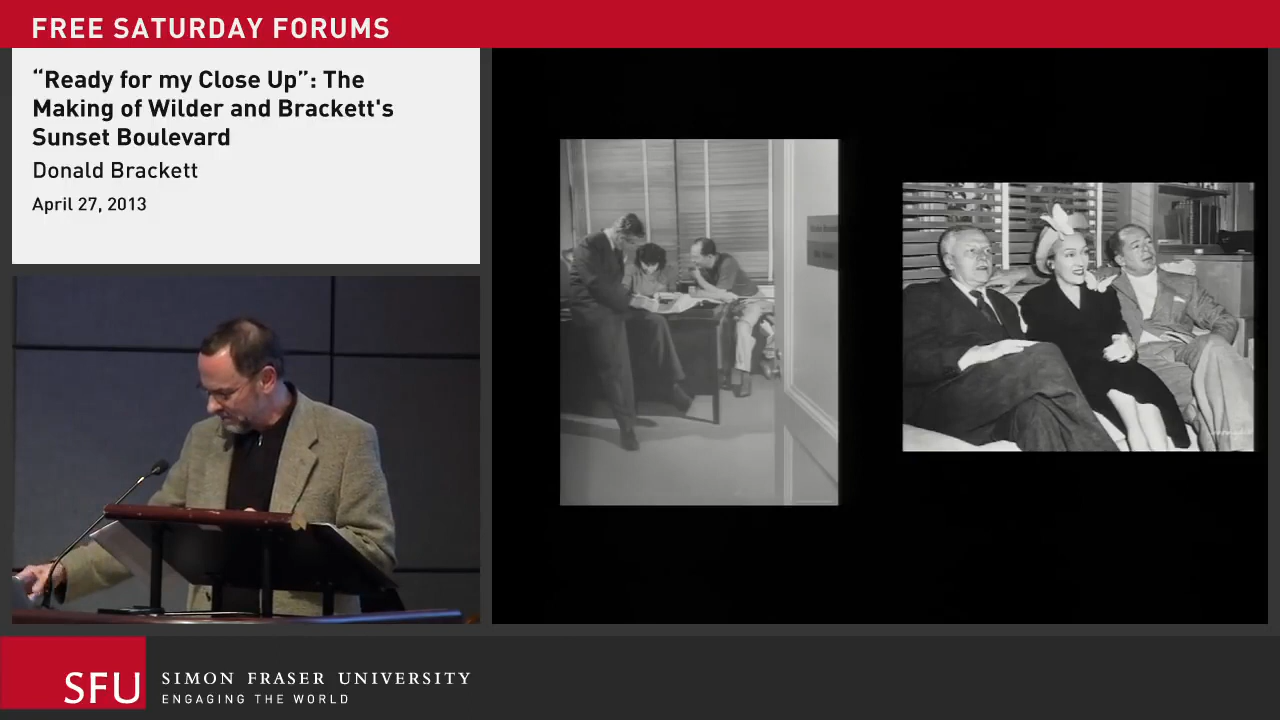 FREE SATURDAY FORUMS
“Ready for my Close Up”: The
Making of Wilder and Brackett's
Sunset Boulevard
Donald Brackett
April 27, 2013
SFU
SIMON FRASER UNIVERSITY
ENGAGING THE WORLD